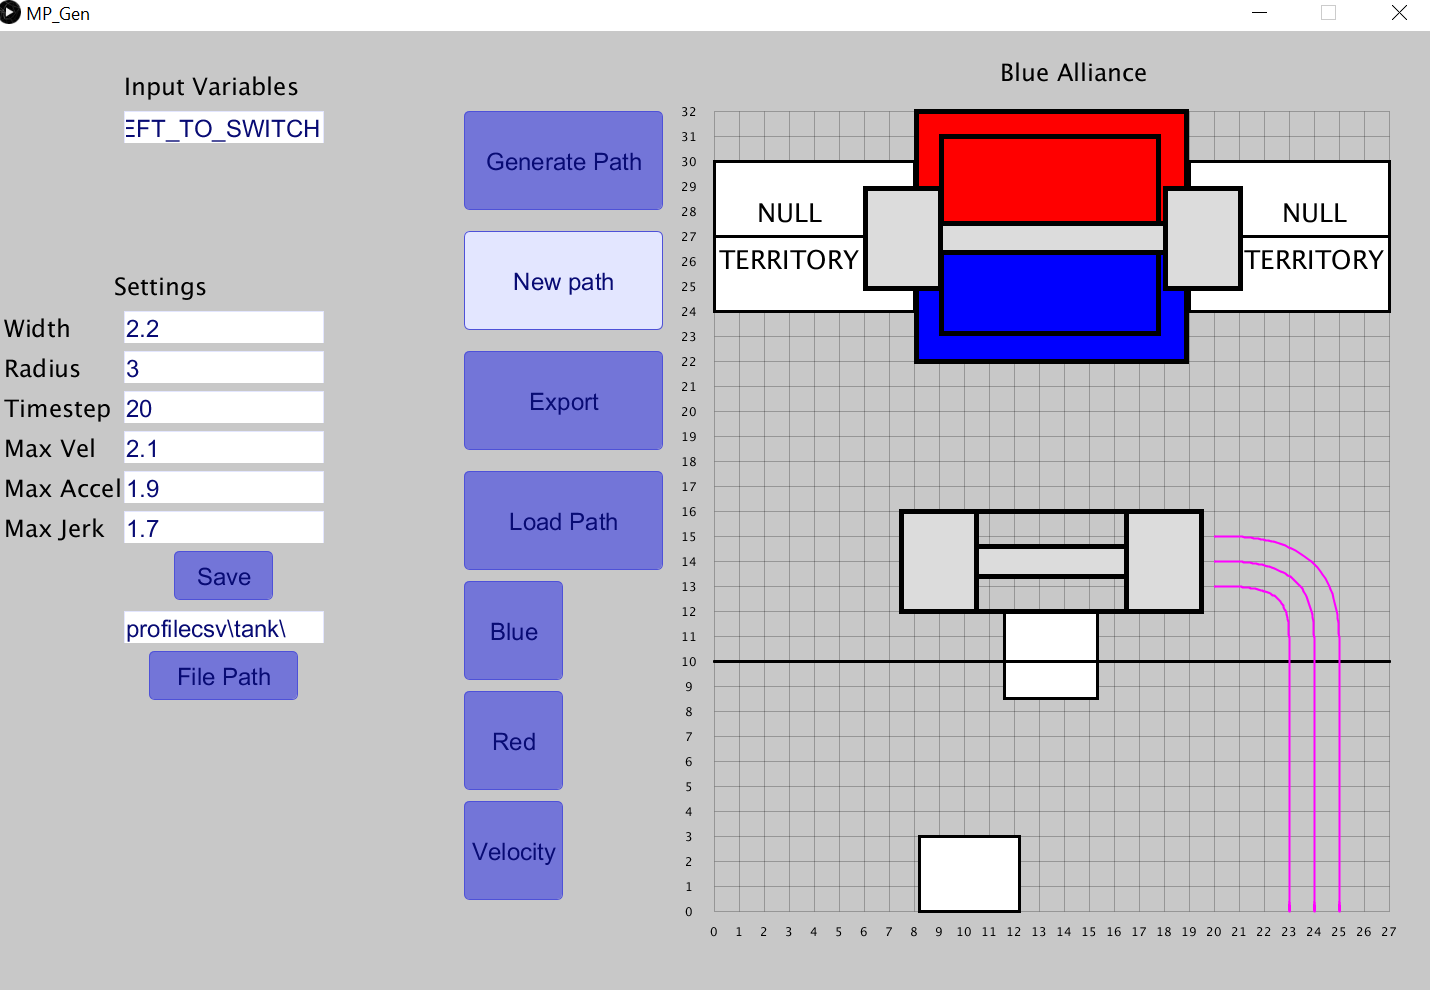 MP_Gen
Input Variables
EFT_TO_SWITCH
Settings
Width 2.2
Radius 3
Timestep 20
Max Vel 2.1
Max Accel 1.9
Max Jerk 1.7
Save
profilecsv\tank\
File Path
Generate Path
New path
Export
Load Path
Blue
Red
Velocity
Blue Alliance
32
31
30
29
28
27
26
25
24
23
22
21
20
19
18
17
16
15
14
13
12
11
10
9
8
7
6
5
4
3
2
1
0
NULL
TERRITORY
NULL
TERRITORY
0 1 2 3 4 5 6 7 8 9 10 11 12 13 14 15 16 17 18 19 20 21 22 23 24 25 26 27